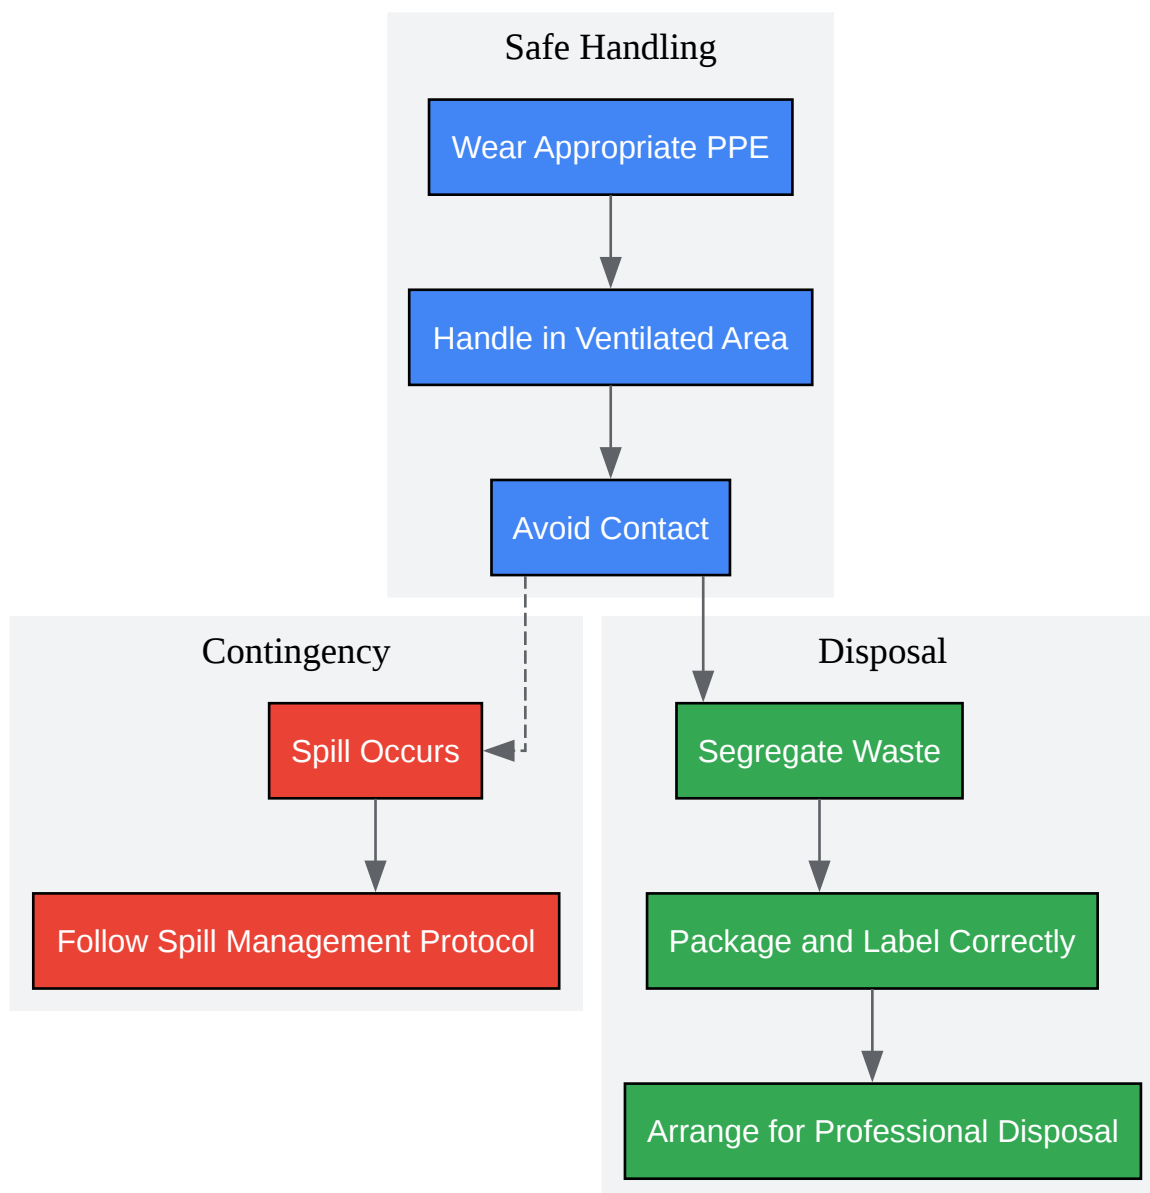 Safe Handling
Wear Appropriate PPE
Handle in Ventilated Area
Avoid Contact
Contingency
Spill Occurs
Follow Spill Management Protocol
Disposal
Segregate Waste
Package and Label Correctly
Arrange for Professional Disposal